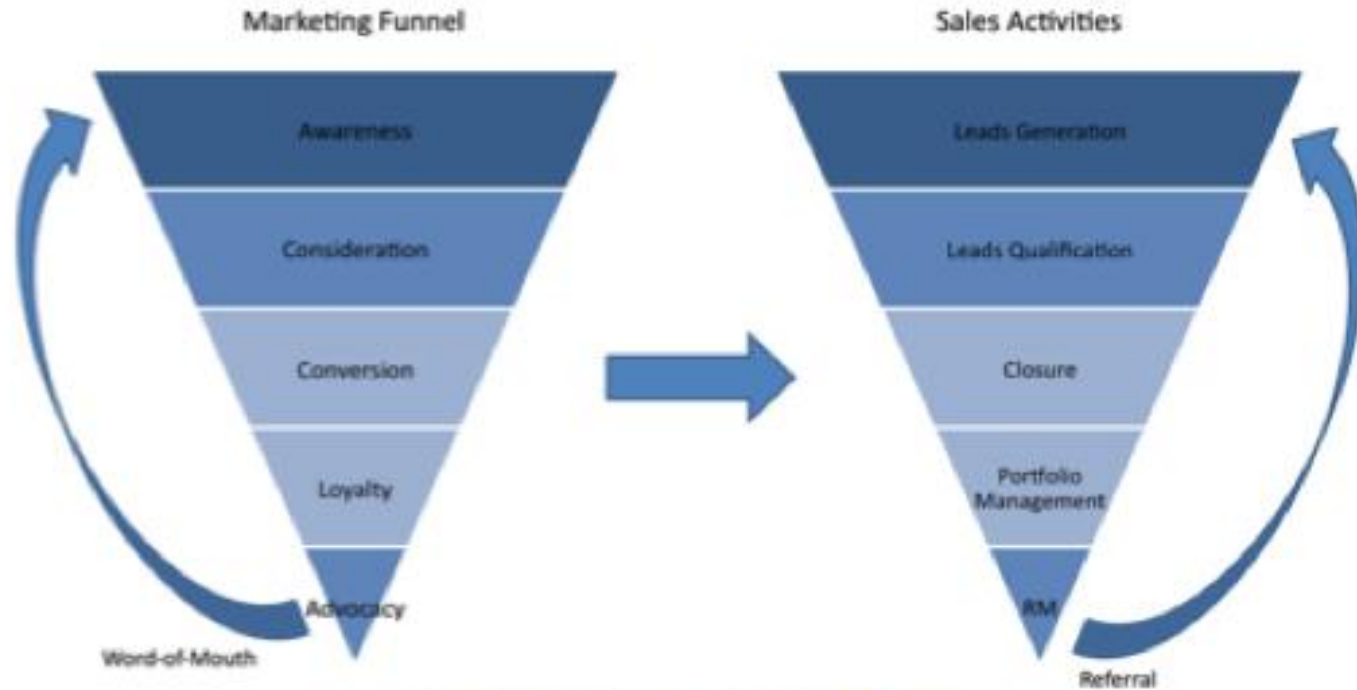 Marketing Funnel
Awareness
Consideration
Conversion
Loyalty
Advocacy
Word-of-Mouth
Sales Activities
Leads Generation
Leads Qualification
Closure
Portfolio
Management
RM
Referral